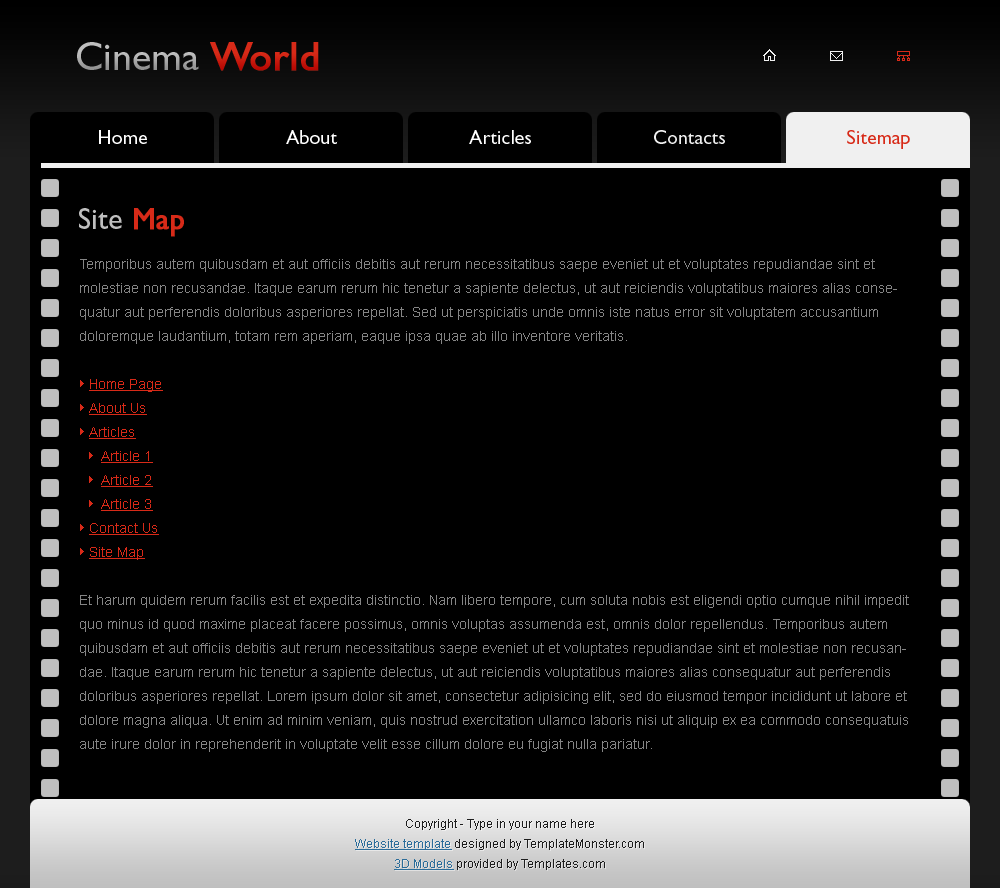 Cinema World
Home About Articles Contacts Sitemap
Site Map
Temporibus autem quibusdam et aut officiis debitis aut rerum necessitatibus saepe eveniet ut et voluptates repudiandae sint et
molestiae non recusandae. Itaque earum rerum hic tenetur a sapiente delectus, ut aut reiciendis voluptatibus maiores alias conse-
quatur aut perferendis doloribus asperiores repellat. Sed ut perspiciatis unde omnis iste natus error sit voluptatem accusantium
doloremque laudantium, totam rem aperiam, eaque ipsa quae ab illo inventore veritatis.
Home Page
About Us
Articles
Article 1
Article 2
Article 3
Contact Us
Site Map
Et harum quidem rerum facilis est et expedita distinctio. Nam libero tempore, cum soluta nobis est eligendi optio cumque nihil impedit
quo minus id quod maxime placeat facere possimus, omnis voluptas assumenda est, omnis dolor repellendus. Temporibus autem
quibusdam et aut officiis debitis aut rerum necessitatibus saepe eveniet ut et voluptates repudiandae sint et molestiae non recusan-
dae. Itaque earum rerum hic tenetur a sapiente delectus, ut aut reiciendis voluptatibus maiores alias consequatur aut perferendis
doloribus asperiores repellat. Lorem ipsum dolor sit amet, consectetur adipisicing elit, sed do eiusmod tempor incididunt ut labore et
dolore magna aliqua. Ut enim ad minim veniam, quis nostrud exercitation ullamco laboris nisi ut aliquip ex ea commodo consequatuis
aute irure dolor in reprehenderit in voluptate velit esse cillum dolore eu fugiat nulla pariatur.
Copyright - Type in your name here
Website template designed by TemplateMonster.com
3D Models provided by Templates.com